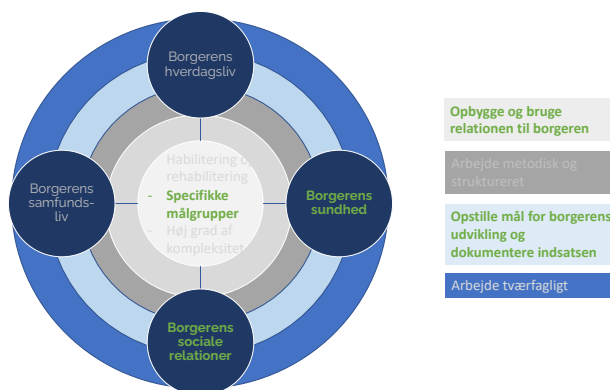 Borgerens
hverdagsliv
Borgerens
samfunds-
liv
Habilitering
rehabilitering
- Specifikke
målgrupper
- Høj grad af
kompleksitet
Borgerens
sundhed
Borgerens
sociale
relationer
Opbygge og bruge
relationen til borgeren
Arbejde metodisk og
struktureret
Opstille mål for borgerens
udvikling og
dokumentere indsatsen
Arbejde tværfagligt